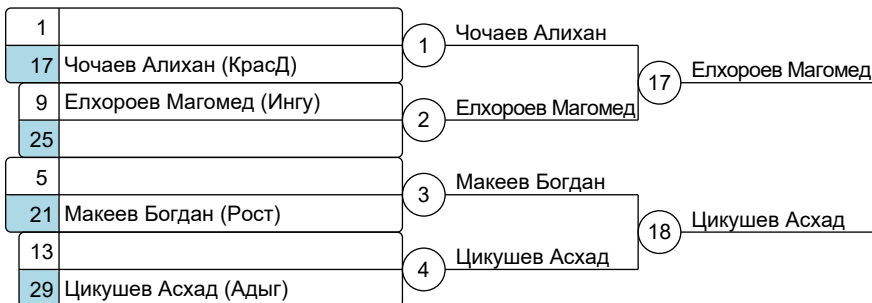 1
17 Чочаев Алихан (КрасД)
9 Елхороев Магомед (Ингу)
25
5
21 Макеев Богдан (Рост)
13
29 Цикушев Асхад (Адыг)
1 Чочаев Алихан
2 Елхороев Магомед
3 Макеев Богдан
4 Цикушев Асхад
17 Елхороев Магомед
18 Цикушев Асхад